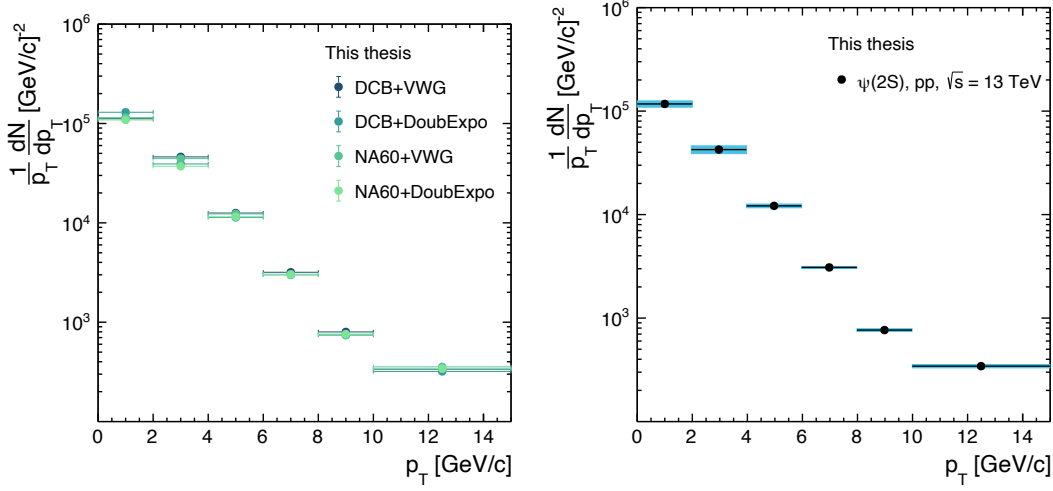 10^6
10^5
10^4
10^3
1/p_T dN/dp_T [GeV/c]^-2
This thesis
DCB+VWG
DCB+DoubExpo
NA60+VWG
NA60+DoubExpo
0 2 4 6 8 10 12 14
p_T [GeV/c]
10^6
10^5
10^4
10^3
1/p_T dN/dp_T [GeV/c]^-2
This thesis
ψ(2S), pp, √s = 13 TeV
0 2 4 6 8 10 12 14
p_T [GeV/c]